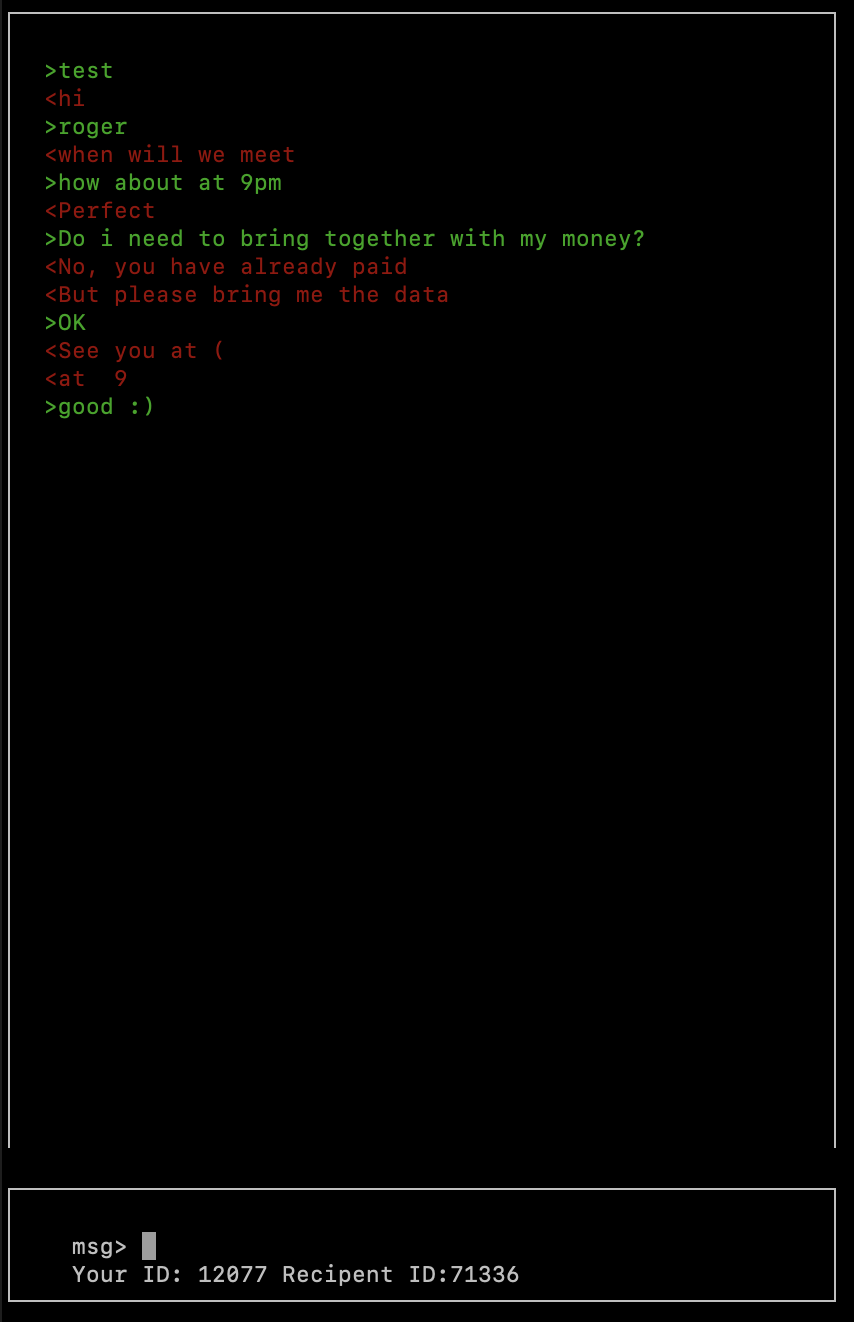 >test
<hi
>roger
<when will we meet
>how about at 9pm
<Perfect
>Do i need to bring together with my money?
<No, you have already paid
<But please bring me the data
>OK
<See you at (
<at  9
>good :)
msg>
Your ID: 12077 Recipent ID:71336